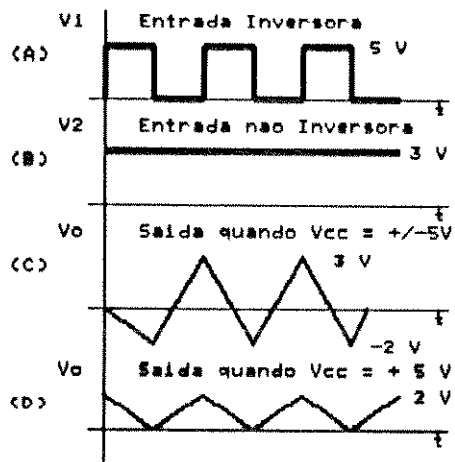 V1 Entrada Inversora
(A) 5 V
t
V2 Entrada nao Inversora
(B) 3 V
t
Vo Saida quando Vcc = +/-5V
(C) 3 V
t
-2 V
Vo Saida quando Vcc = + 5 V
(D) 2 V
t